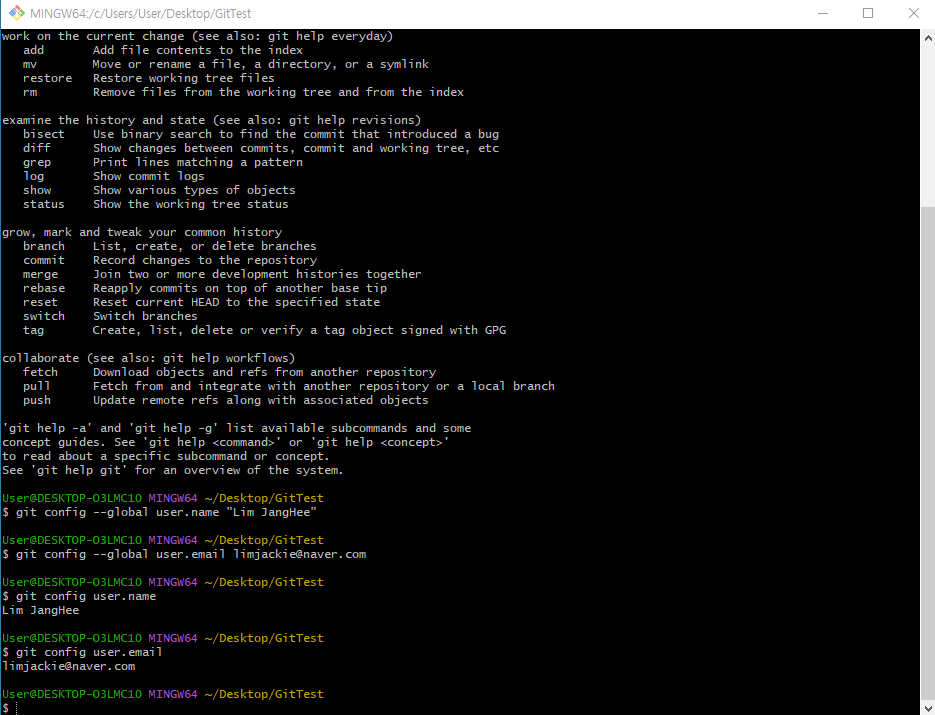 MINGW64:/c/Users/User/Desktop/GitTest
work on the current change (see also: git help everyday)
   add       Add file contents to the index
   mv        Move or rename a file, a directory, or a symlink
   restore   Restore working tree files
   rm        Remove files from the working tree and from the index

examine the history and state (see also: git help revisions)
   bisect    Use binary search to find the commit that introduced a bug
   diff      Show changes between commits, commit and working tree, etc
   grep      Print lines matching a pattern
   log       Show commit logs
   show      Show various types of objects
   status    Show the working tree status

grow, mark and tweak your common history
   branch    List, create, or delete branches
   commit    Record changes to the repository
   merge     Join two or more development histories together
   rebase    Reapply commits on top of another base tip
   reset     Reset current HEAD to the specified state
   switch    Switch branches
   tag       Create, list, delete or verify a tag object signed with GPG

collaborate (see also: git help workflows)
   fetch     Download objects and refs from another repository
   pull      Fetch from and integrate with another repository or a local branch
   push      Update remote refs along with associated objects

'git help -a' and 'git help -g' list available subcommands and some
concept guides. See 'git help <command>' or 'git help <concept>'
to read about a specific subcommand or concept.
See 'git help git' for an overview of the system.

User@DESKTOP-O3LMC1O MINGW64 ~/Desktop/GitTest
$ git config --global user.name "Lim JangHee"

User@DESKTOP-O3LMC1O MINGW64 ~/Desktop/GitTest
$ git config --global user.email limjackie@naver.com

User@DESKTOP-O3LMC1O MINGW64 ~/Desktop/GitTest
$ git config user.name
Lim JangHee

User@DESKTOP-O3LMC1O MINGW64 ~/Desktop/GitTest
$ git config user.email
limjackie@naver.com

User@DESKTOP-O3LMC1O MINGW64 ~/Desktop/GitTest
$